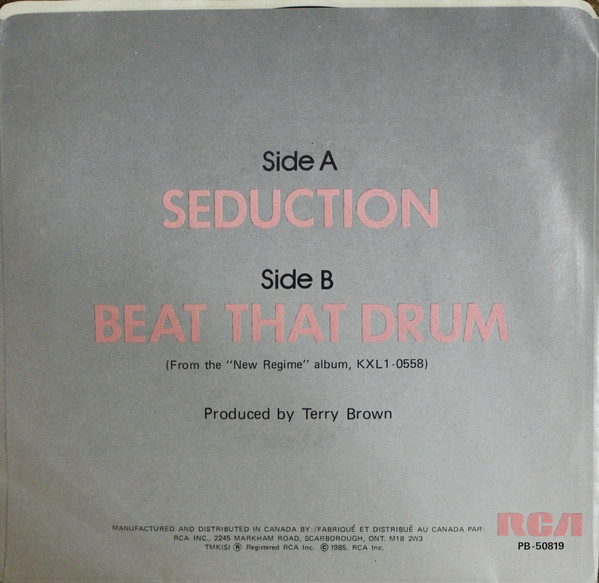 Side A
SEDUCTION
Side B
BEAT THAT DRUM
(From the "New Regime" album, KXL1-0558)
Produced by Terry Brown
MANUFACTURED AND DISTRIBUTED IN CANADA BY:/FABRIQUÉ ET DISTRIBUÉ AU CANADA PAR:
RCA INC., 2245 MARKHAM ROAD, SCARBOROUGH, ONT. M1B 2W3
TMK(S) ® Registered RCA Inc. © 1985, RCA Inc.
RCA
PB-50819